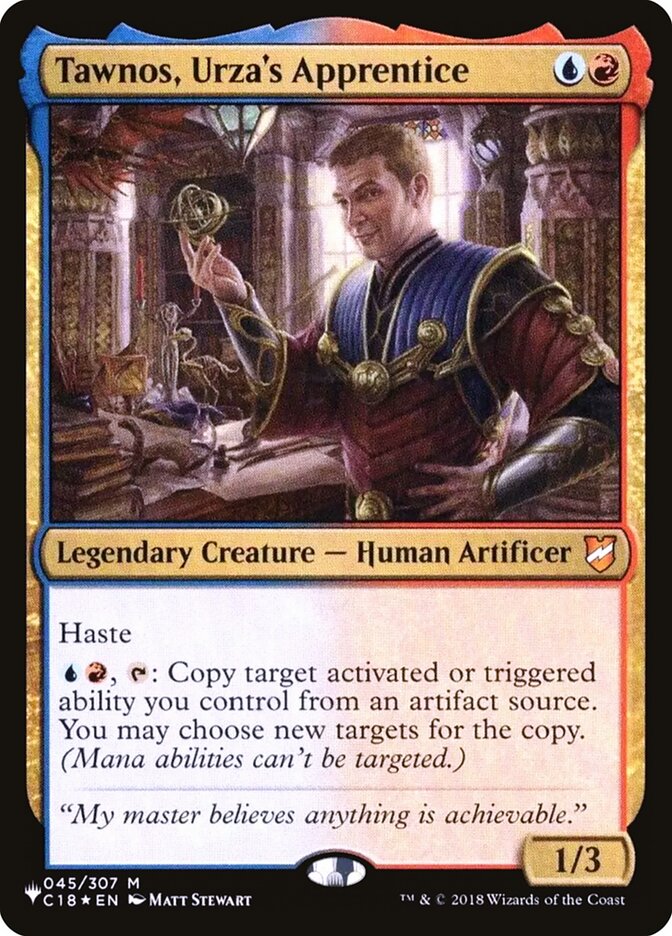 Tawnos, Urza's Apprentice
Legendary Creature — Human Artificer
Haste
, : Copy target activated or triggered
ability you control from an artifact source.
You may choose new targets for the copy.
(Mana abilities can't be targeted.)
"My master believes anything is achievable."
1/3
045/307 M
C18★EN Matt Stewart
™ & © 2018 Wizards of the Coast